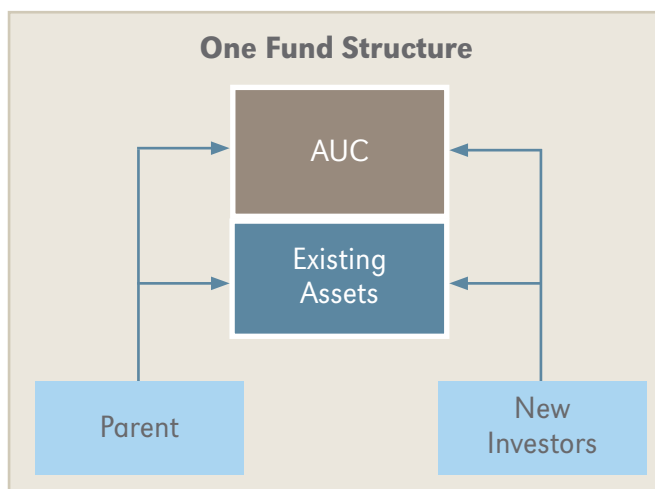 One Fund Structure
AUC
Existing
Assets
Parent
New
Investors